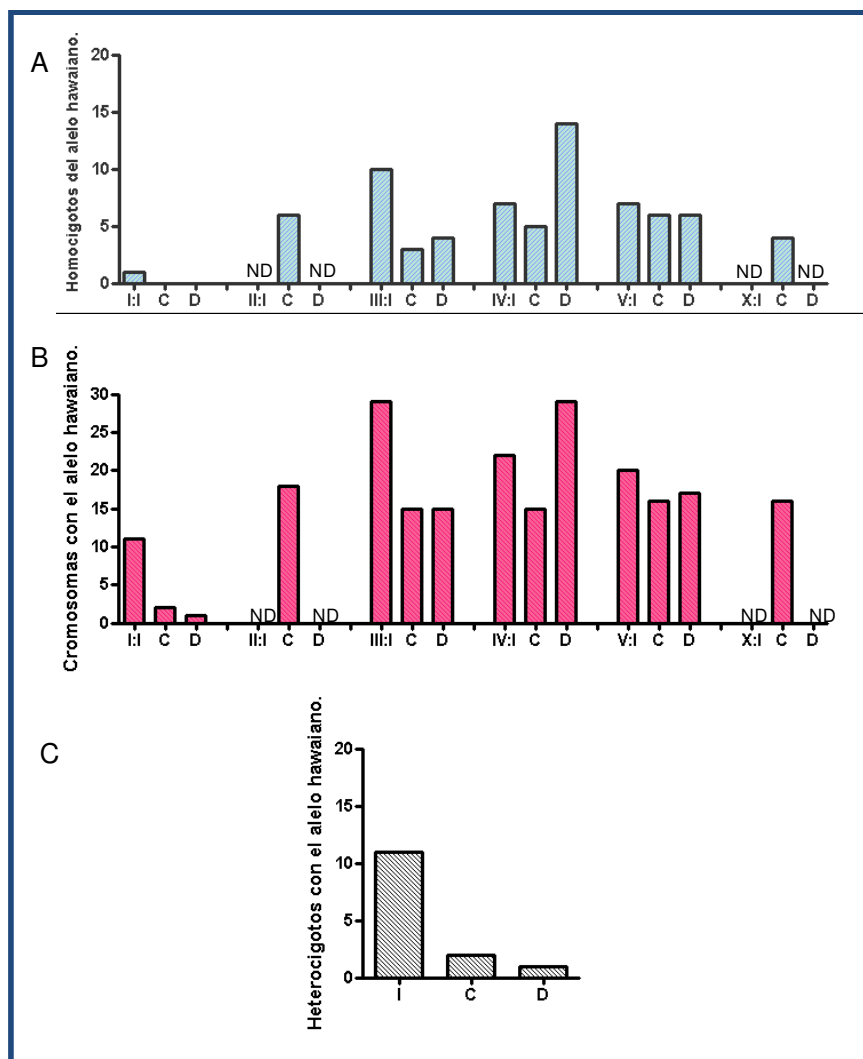 A
Homocigotos del alelo hawaiano.
20
15
10
5
0
ND ND ND ND
I:I C D II:I C D III:I C D IV:I C D V:I C D X:I C D
B
Cromosomas con el alelo hawaiano.
30
25
20
15
10
5
0
ND ND ND ND
I:I C D II:I C D III:I C D IV:I C D V:I C D X:I C D
C
Heterocigotos con el alelo hawaiano.
20
15
10
5
0
I C D